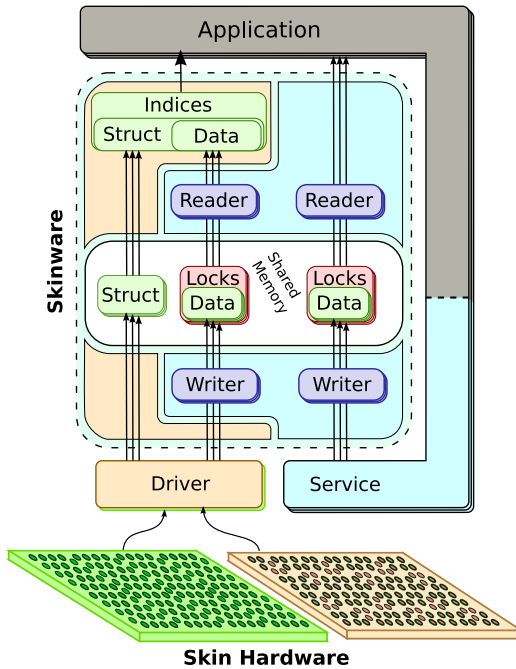 Application
Indices
Struct
Data
Reader
Reader
Skinware
Shared
Memory
Struct
Locks
Data
Locks
Data
Writer
Writer
Driver
Service
Skin Hardware